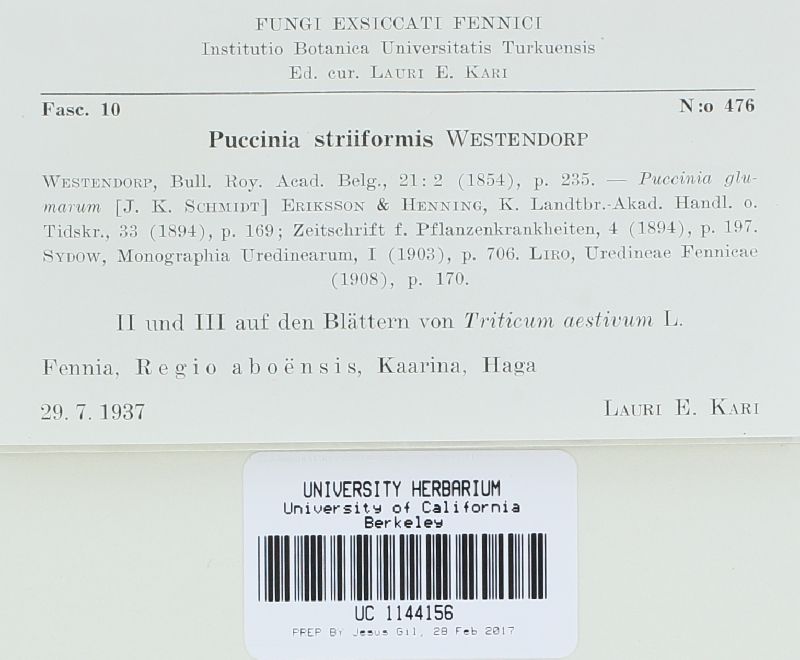 FUNGI EXSICCATI FENNICI
Institutio Botanica Universitatis Turkuensis
Ed. cur. LAURI E. KARI
Fasc. 10 N:o 476
Puccinia striiformis WESTENDORP
WESTENDORP, Bull. Roy. Acad. Belg., 21: 2 (1854), p. 235. — Puccinia glu-
marum [J. K. SCHMIDT] ERIKSSON & HENNING, K. Landtbr.-Akad. Handl. o.
Tidskr., 33 (1894), p. 169; Zeitschrift f. Pflanzenkrankheiten, 4 (1894), p. 197.
SYDOW, Monographia Uredinearum, I (1903), p. 706. LIRO, Uredineae Fennicae
(1908), p. 170.
II und III auf den Blättern von Triticum aestivum L.
Fennia, Regio aboënsis, Kaarina, Haga
29. 7. 1937 LAURI E. KARI
UNIVERSITY HERBARIUM
University of California
Berkeley
UC 1144156
PREP BY Jesus Gil, 28 Feb 2017